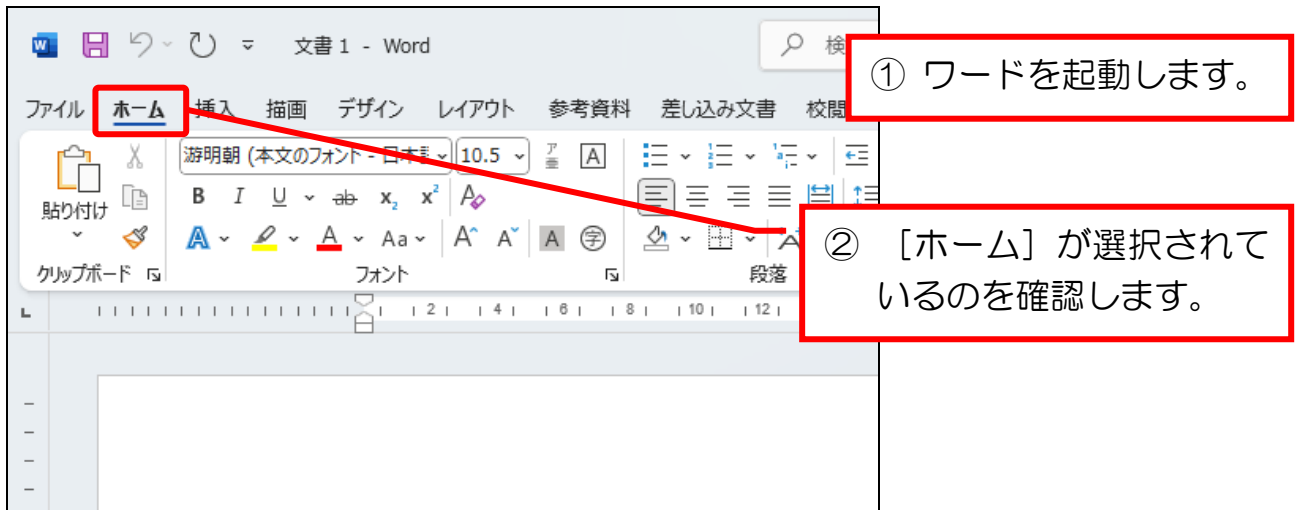 文書 1 - Word
検
① ワードを起動します。
ファイル ホーム 挿入 描画 デザイン レイアウト 参考資料 差し込み文書 校閲
游明朝 (本文のフォント - 日本 10.5 ア 亜 A
貼り付け B I U ab x₂ x² A
A A Aa A A A 字
クリップボード フォント 段落
② ［ホーム］が選択されて
いるのを確認します。
2 4 6 8 10 12